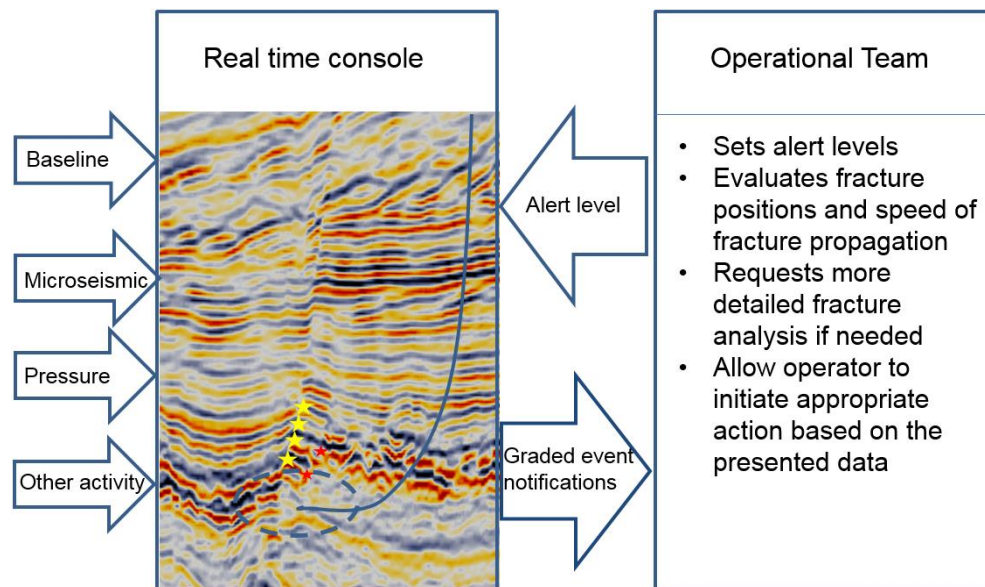 Real time console
Operational Team
Baseline
Microseismic
Pressure
Other activity
Alert level
Graded event
notifications
• Sets alert levels
• Evaluates fracture
positions and speed of
fracture propagation
• Requests more
detailed fracture
analysis if needed
• Allow operator to
initiate appropriate
action based on the
presented data